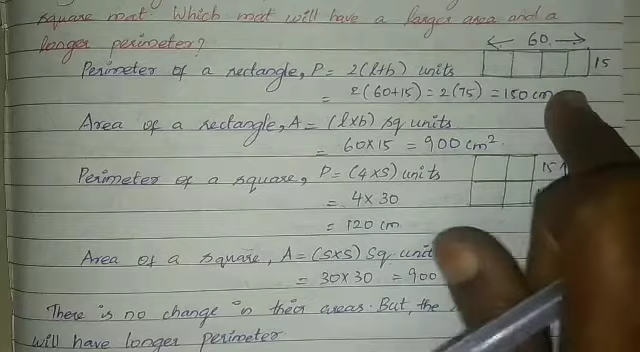 square mat. Which mat will have a larger area and a
longer perimeter?
← 60 →
Perimeter of a rectangle, P = 2(l+b) units
15
= 2(60+15) = 2(75) = 150 cm
Area of a rectangle, A = (l×b) sq units
= 60×15 = 900 cm².
Perimeter of a square, P = (4×s) units
15
= 4×30
= 120 cm
Area of a square, A = (s×s) sq unit
= 30×30 = 900
There is no change in their areas. But, the
will have longer perimeter